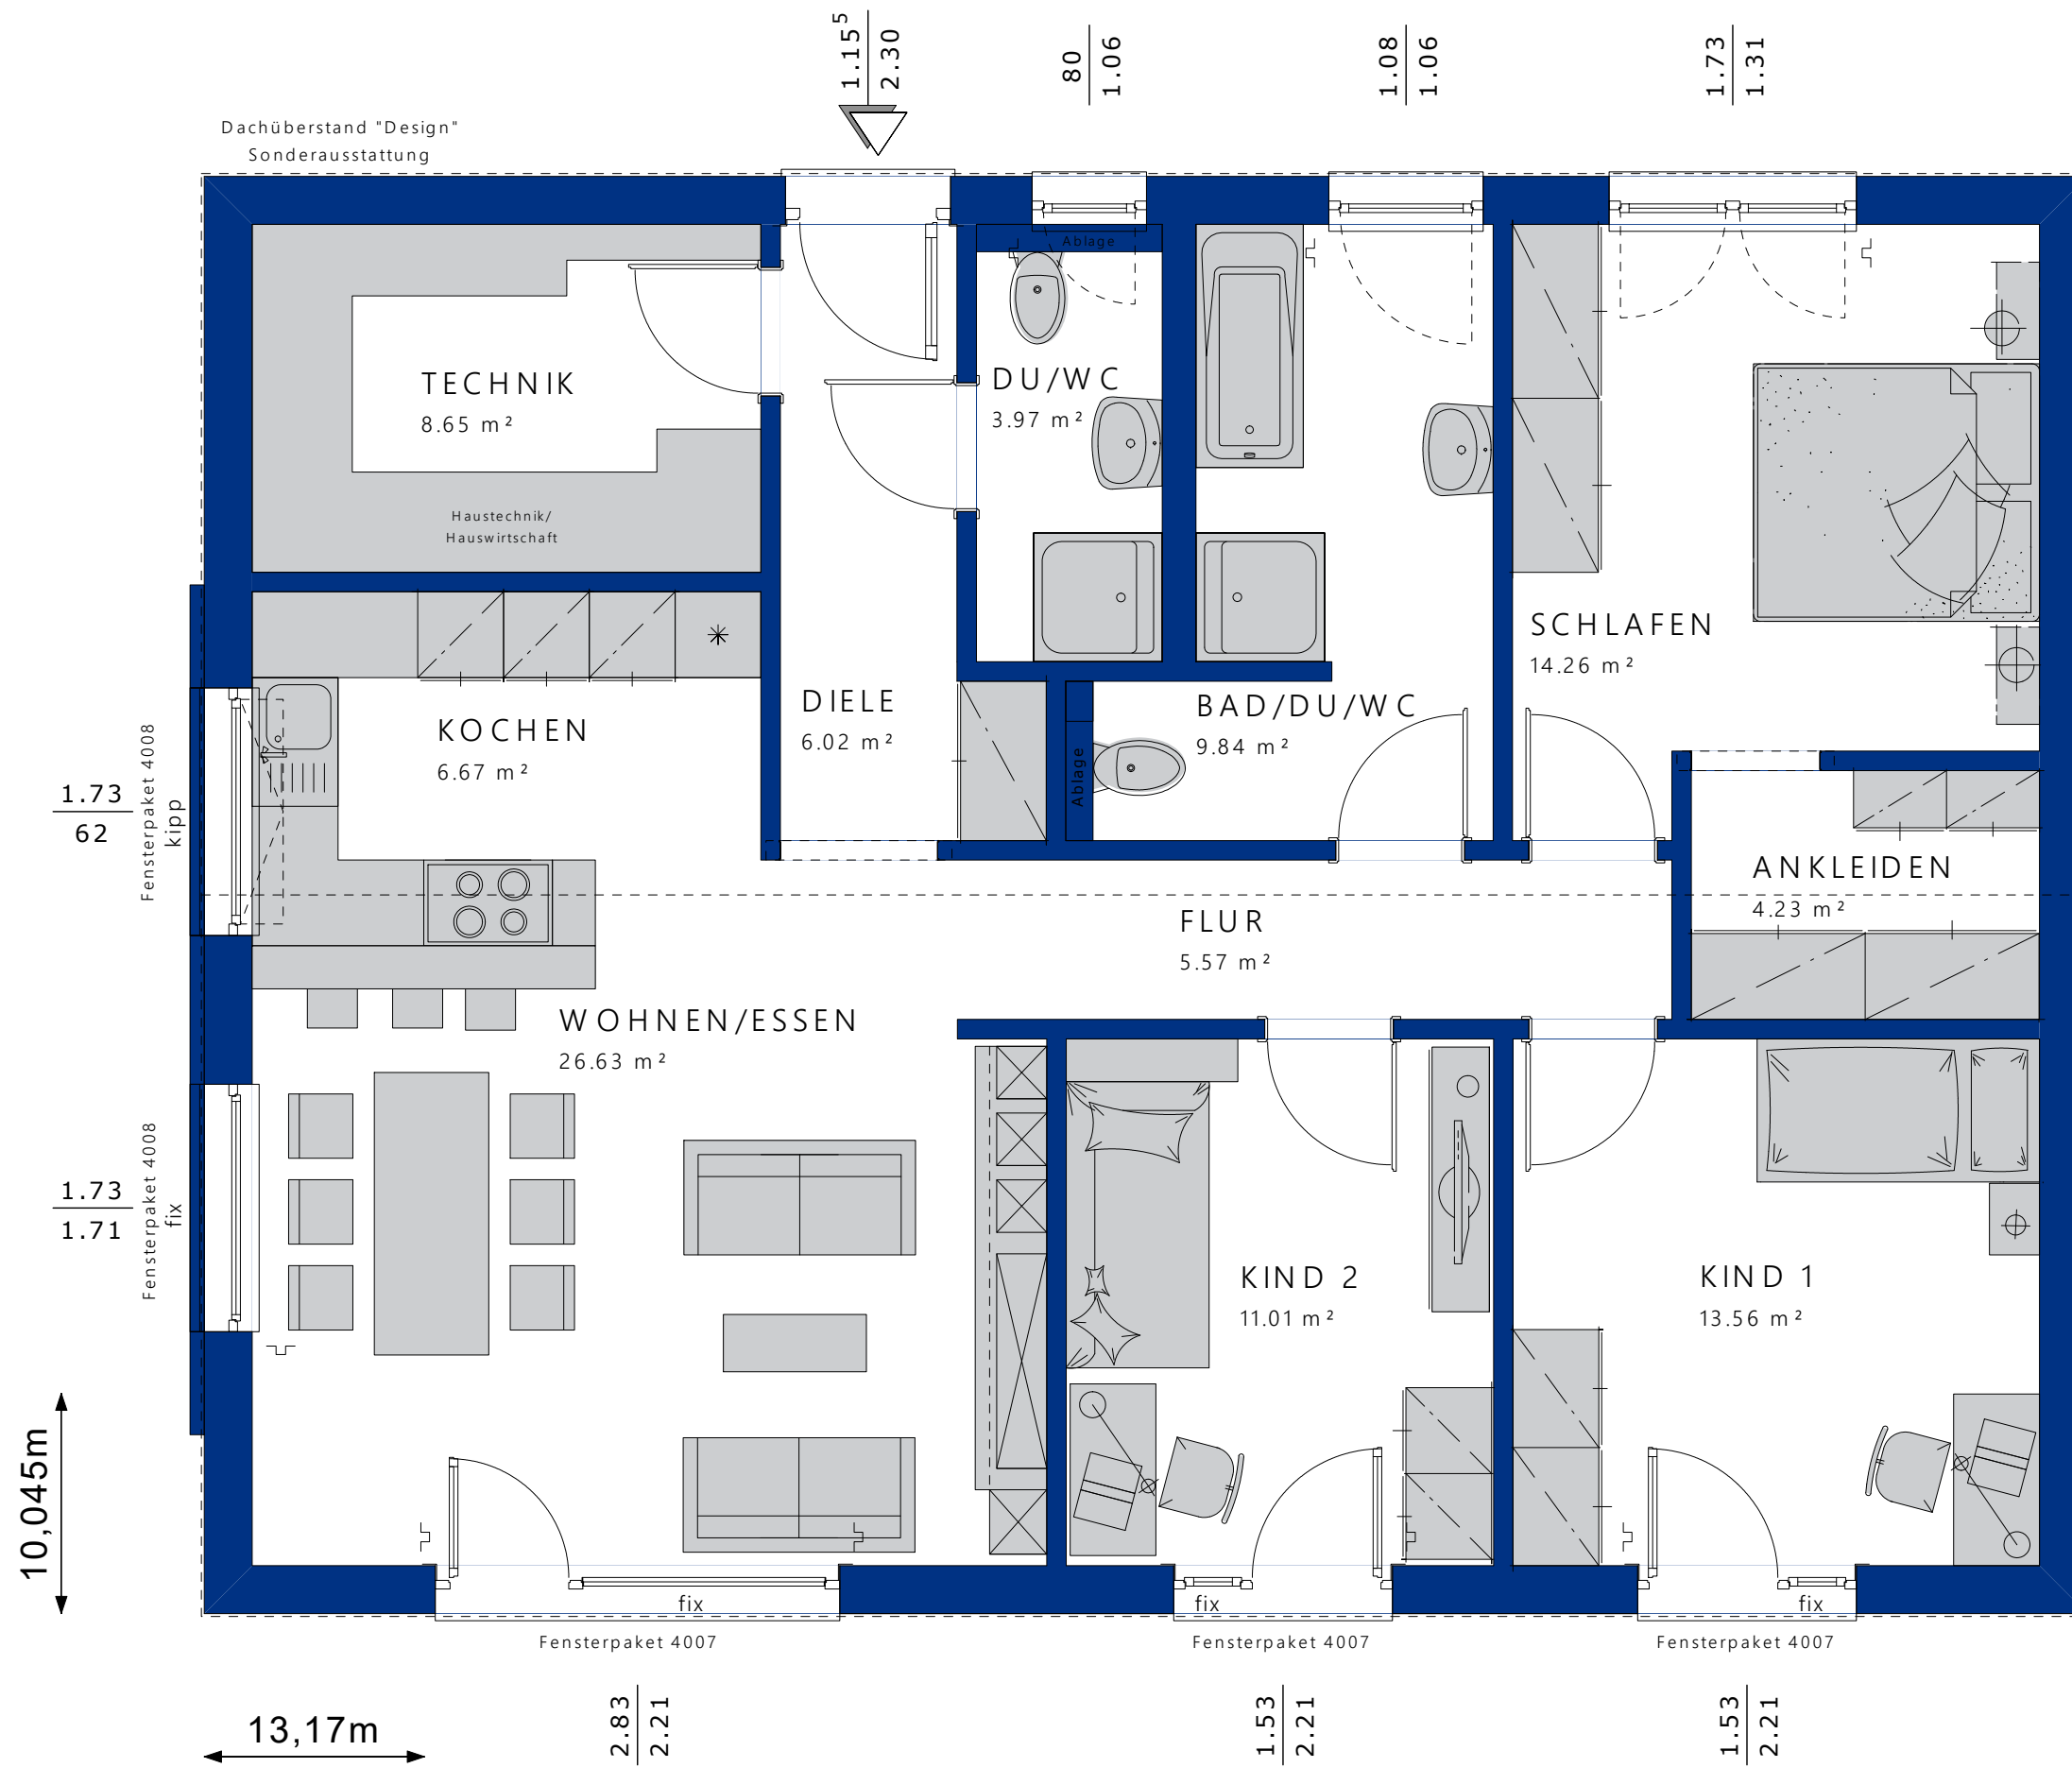 1.15⁵
2.30
80
1.06
1.08
1.06
1.73
1.31
Dachüberstand "Design"
Sonderausstattung
Ablage
TECHNIK
8.65 m²
DU/WC
3.97 m²
Haustechnik/
Hauswirtschaft
SCHLAFEN
14.26 m²
KOCHEN
6.67 m²
DIELE
6.02 m²
BAD/DU/WC
9.84 m²
Ablage
1.73
62
Fensterpaket 4008
kipp
ANKLEIDEN
4.23 m²
FLUR
5.57 m²
WOHNEN/ESSEN
26.63 m²
1.73
1.71
Fensterpaket 4008
fix
KIND 2
11.01 m²
KIND 1
13.56 m²
10,045m
fix
fix
fix
Fensterpaket 4007
Fensterpaket 4007
Fensterpaket 4007
13,17m
2.83
2.21
1.53
2.21
1.53
2.21